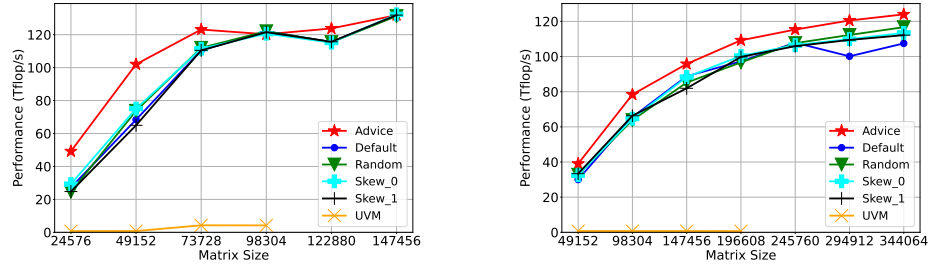 Performance (Tflop/s)
120
100
80
60
40
20
0
Advice
Default
Random
Skew_0
Skew_1
UVM
24576 49152 73728 98304 122880 147456
Matrix Size
Performance (Tflop/s)
120
100
80
60
40
20
0
Advice
Default
Random
Skew_0
Skew_1
UVM
49152 98304 147456 196608 245760 294912 344064
Matrix Size